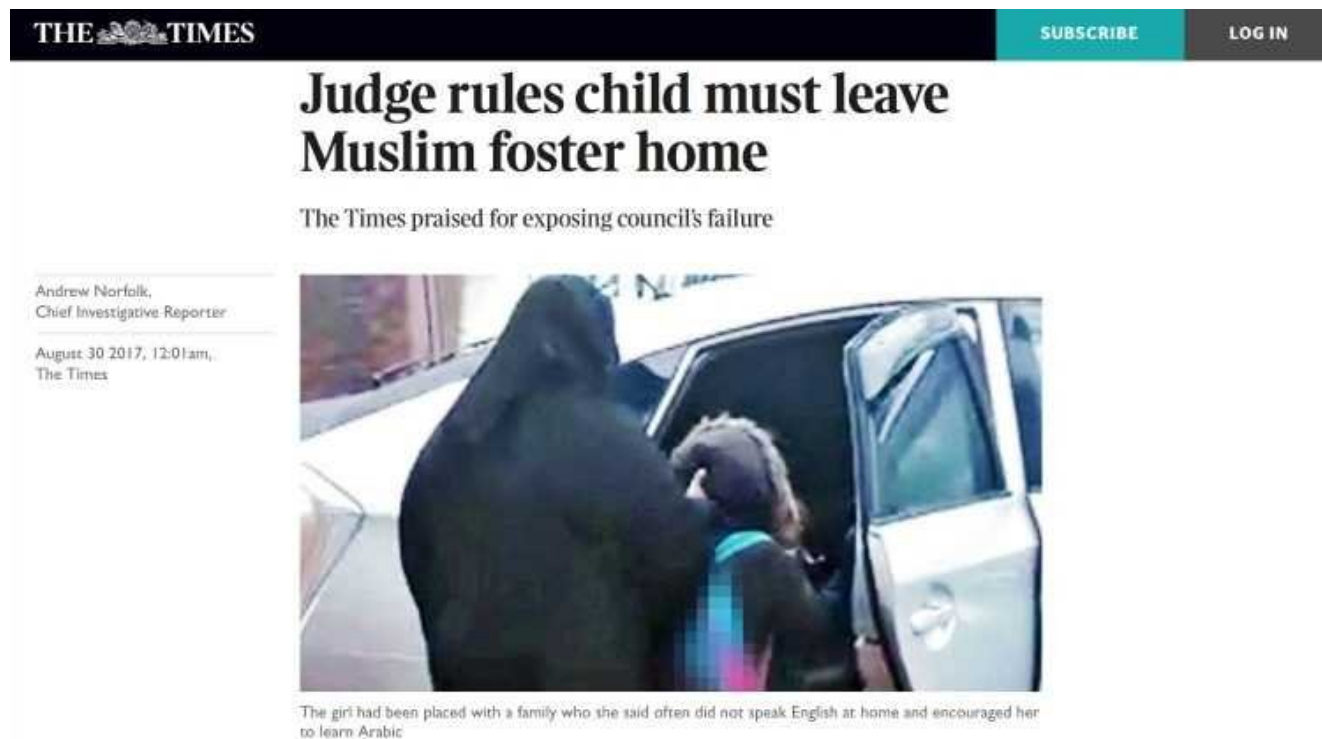 THE TIMES
SUBSCRIBE
LOG IN
Judge rules child must leave
Muslim foster home
The Times praised for exposing council's failure
Andrew Norfolk,
Chief Investigative Reporter
August 30 2017, 12:01am,
The Times
The girl had been placed with a family who she said often did not speak English at home and encouraged her
to learn Arabic